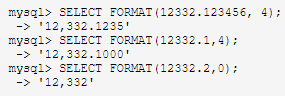 mysql> SELECT FORMAT(12332.123456, 4);
-> '12,332.1235'
mysql> SELECT FORMAT(12332.1,4);
-> '12,332.1000'
mysql> SELECT FORMAT(12332.2,0);
-> '12,332'